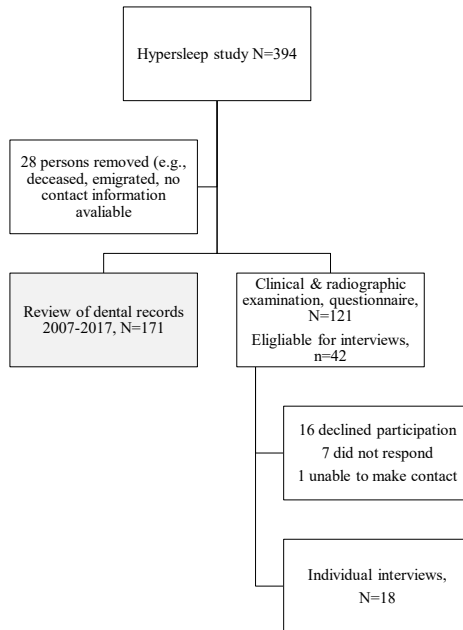 Hypersleep study N=394
28 persons removed (e.g.,
deceased, emigrated, no
contact information
avaliable
Review of dental records
2007-2017, N=171
Clinical & radiographic
examination, questionnaire,
N=121
Eligliable for interviews,
n=42
16 declined participation
7 did not respond
1 unable to make contact
Individual interviews,
N=18